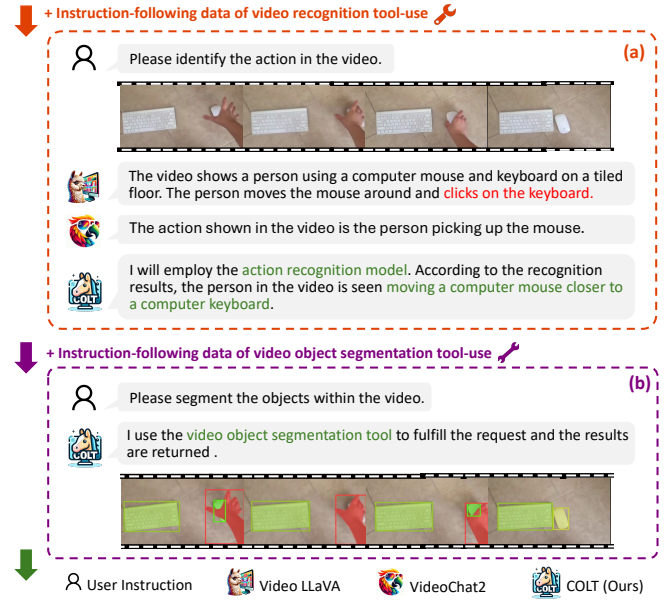 + Instruction-following data of video recognition tool-use
(a)
Please identify the action in the video.
The video shows a person using a computer mouse and keyboard on a tiled
floor. The person moves the mouse around and clicks on the keyboard.
The action shown in the video is the person picking up the mouse.
I will employ the action recognition model. According to the recognition
results, the person in the video is seen moving a computer mouse closer to
a computer keyboard.
COLT
+ Instruction-following data of video object segmentation tool-use
(b)
Please segment the objects within the video.
I use the video object segmentation tool to fulfill the request and the results
are returned .
COLT
User Instruction
Video LLaVA
VideoChat2
COLT
COLT (Ours)